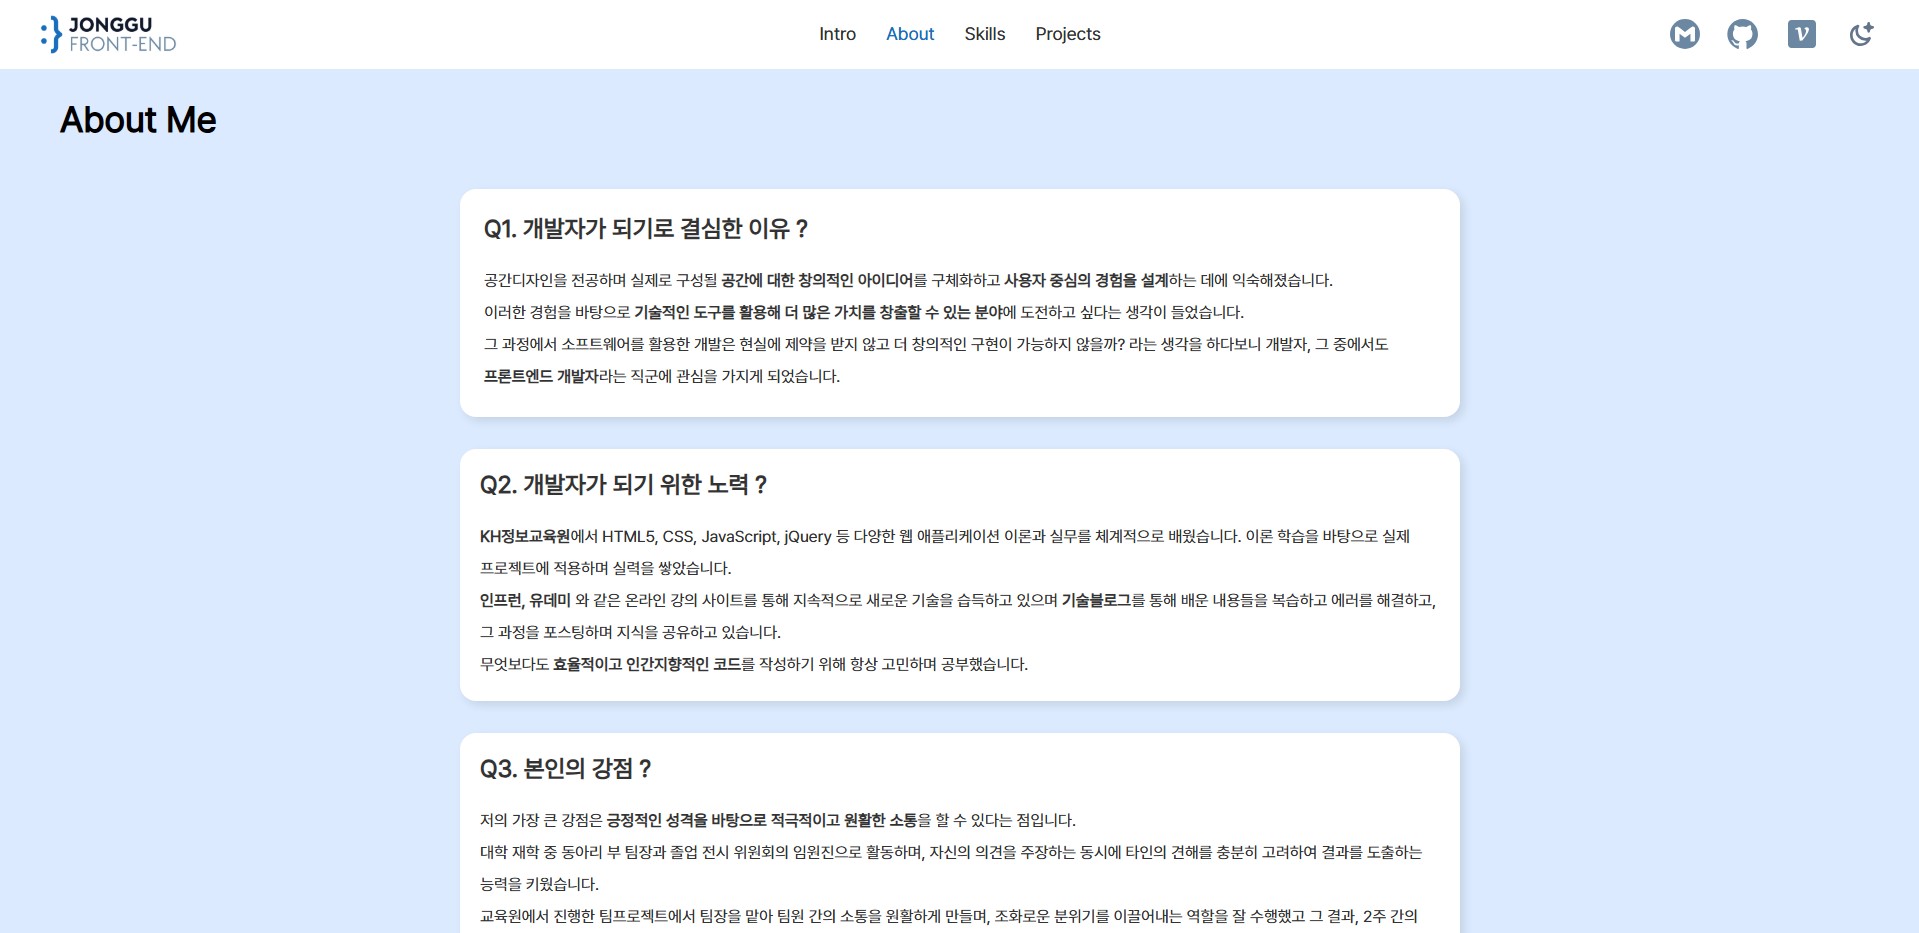 JONGGU
FRONT-END
Intro About Skills Projects
About Me
Q1. 개발자가 되기로 결심한 이유 ?
공간디자인을 전공하며 실제로 구성될 공간에 대한 창의적인 아이디어를 구체화하고 사용자 중심의 경험을 설계하는 데에 익숙해졌습니다.
이러한 경험을 바탕으로 기술적인 도구를 활용해 더 많은 가치를 창출할 수 있는 분야에 도전하고 싶다는 생각이 들었습니다.
그 과정에서 소프트웨어를 활용한 개발은 현실에 제약을 받지 않고 더 창의적인 구현이 가능하지 않을까? 라는 생각을 하다보니 개발자, 그 중에서도
프론트엔드 개발자라는 직군에 관심을 가지게 되었습니다.
Q2. 개발자가 되기 위한 노력 ?
KH정보교육원에서 HTML5, CSS, JavaScript, jQuery 등 다양한 웹 애플리케이션 이론과 실무를 체계적으로 배웠습니다. 이론 학습을 바탕으로 실제
프로젝트에 적용하며 실력을 쌓았습니다.
인프런, 유데미 와 같은 온라인 강의 사이트를 통해 지속적으로 새로운 기술을 습득하고 있으며 기술블로그를 통해 배운 내용들을 복습하고 에러를 해결하고,
그 과정을 포스팅하며 지식을 공유하고 있습니다.
무엇보다도 효율적이고 인간지향적인 코드를 작성하기 위해 항상 고민하며 공부했습니다.
Q3. 본인의 강점 ?
저의 가장 큰 강점은 긍정적인 성격을 바탕으로 적극적이고 원활한 소통을 할 수 있다는 점입니다.
대학 재학 중 동아리 부 팀장과 졸업 전시 위원회의 임원진으로 활동하며, 자신의 의견을 주장하는 동시에 타인의 견해를 충분히 고려하여 결과를 도출하는
능력을 키웠습니다.
교육원에서 진행한 팀프로젝트에서 팀장을 맡아 팀원 간의 소통을 원활하게 만들며, 조화로운 분위기를 이끌어내는 역할을 잘 수행했고 그 결과, 2주 간의